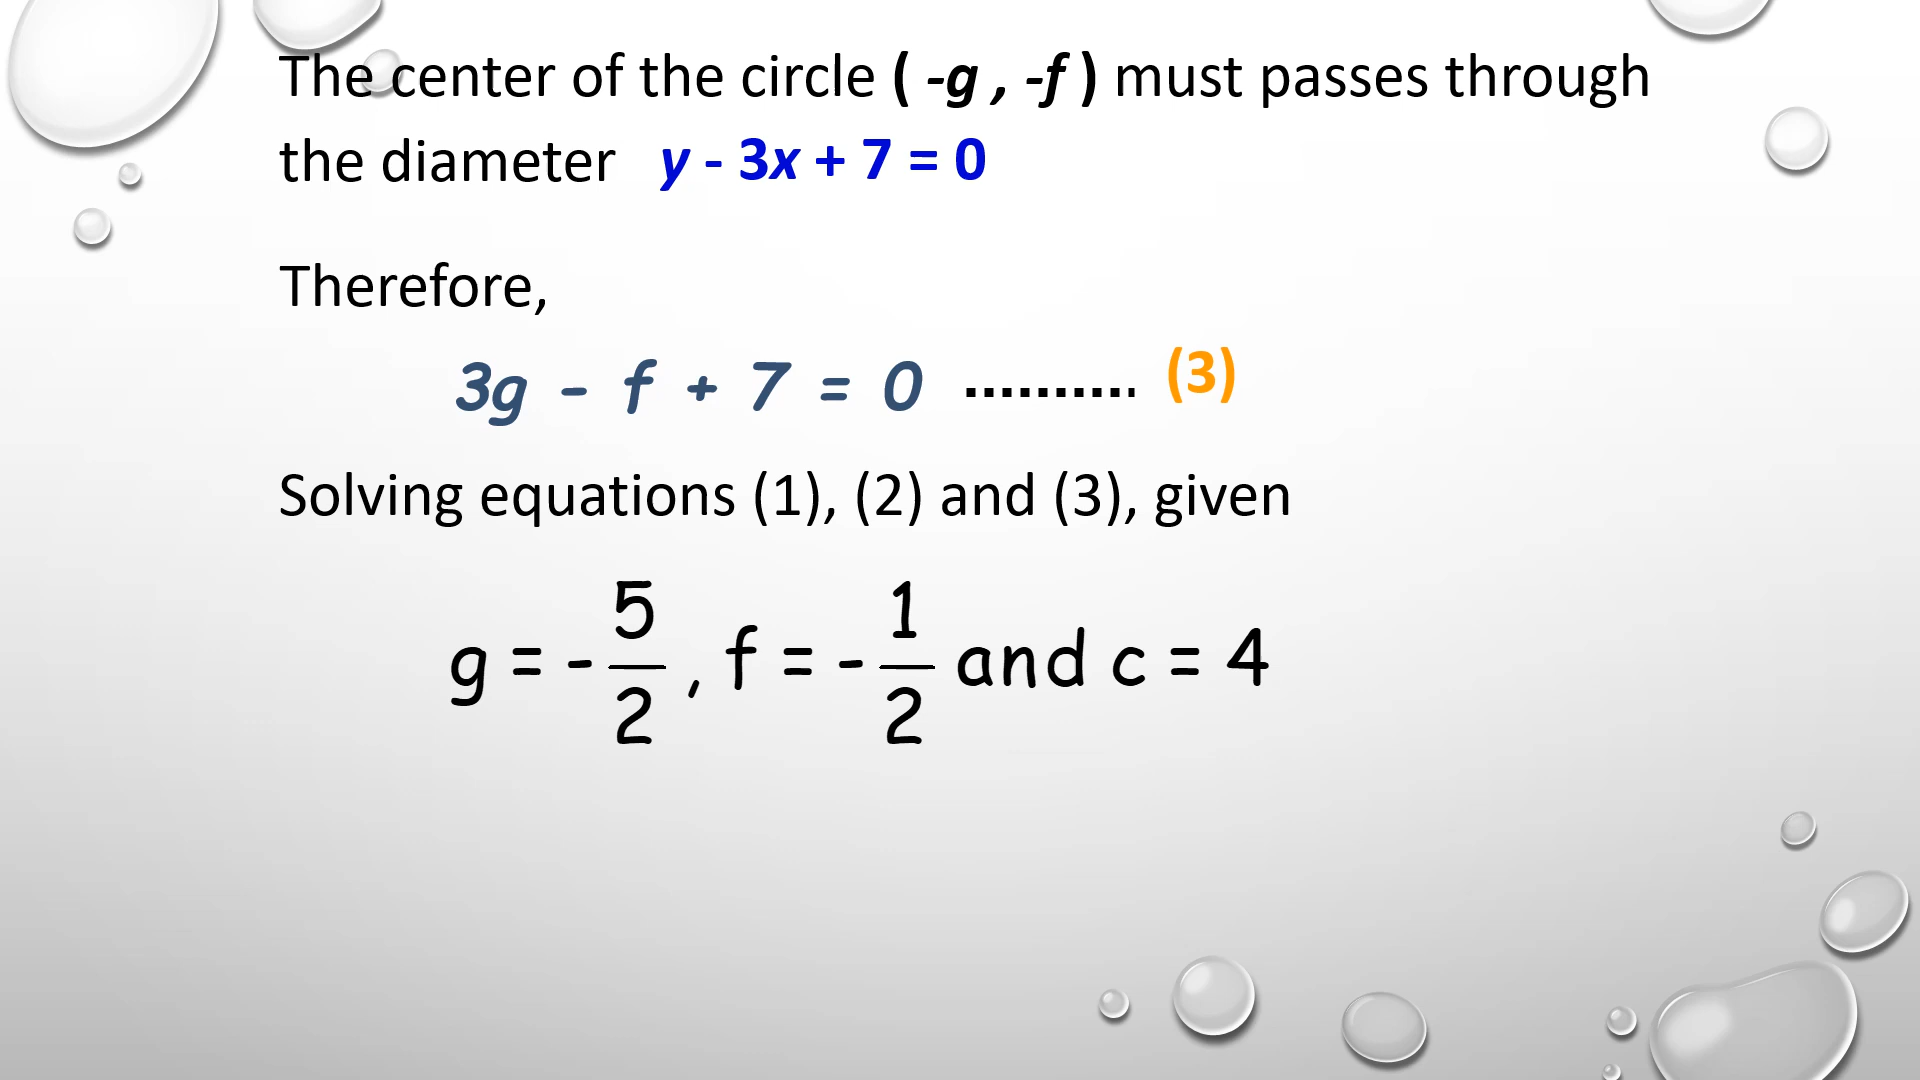 The center of the circle ( -g , -f ) must passes through
the diameter y - 3x + 7 = 0
Therefore,
3g - f + 7 = 0 .......... (3)
Solving equations (1), (2) and (3), given
g = - 5/2 , f = - 1/2 and c = 4